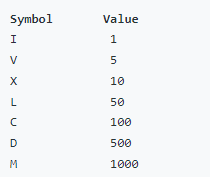 Symbol       Value
I             1
V             5
X             10
L             50
C             100
D             500
M             1000